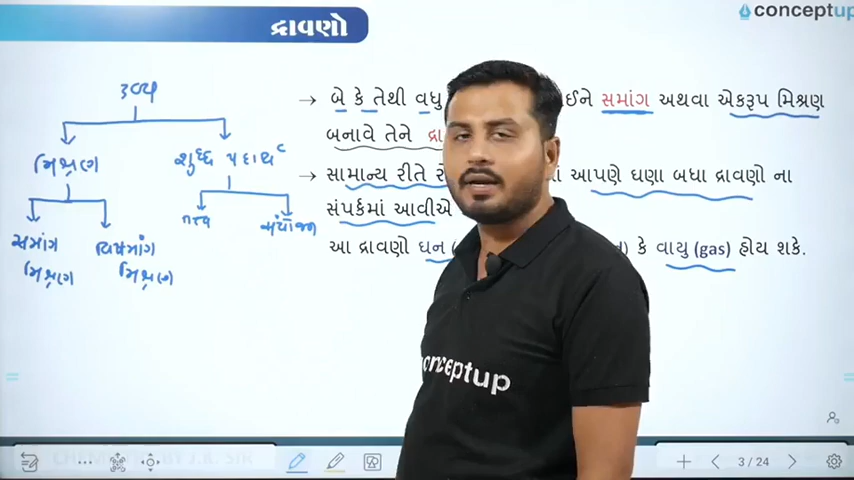 દ્રાવણો
conceptup
દ્રવ્ય
મિશ્રણ શુદ્ધ પદાર્થ
તત્વ સંયોજન
સમાંગ વિષમાંગ
મિશ્રણ મિશ્રણ
→ બે કે તેથી વધુ ઈને સમાંગ અથવા એકરૂપ મિશ્રણ
બનાવે તેને
→ સામાન્ય રીતે આપણે ઘણા બધા દ્રાવણો ના
સંપર્કમાં આવીએ
આ દ્રાવણો ઘન કે વાયુ (gas) હોય શકે.
conceptup
3 / 24